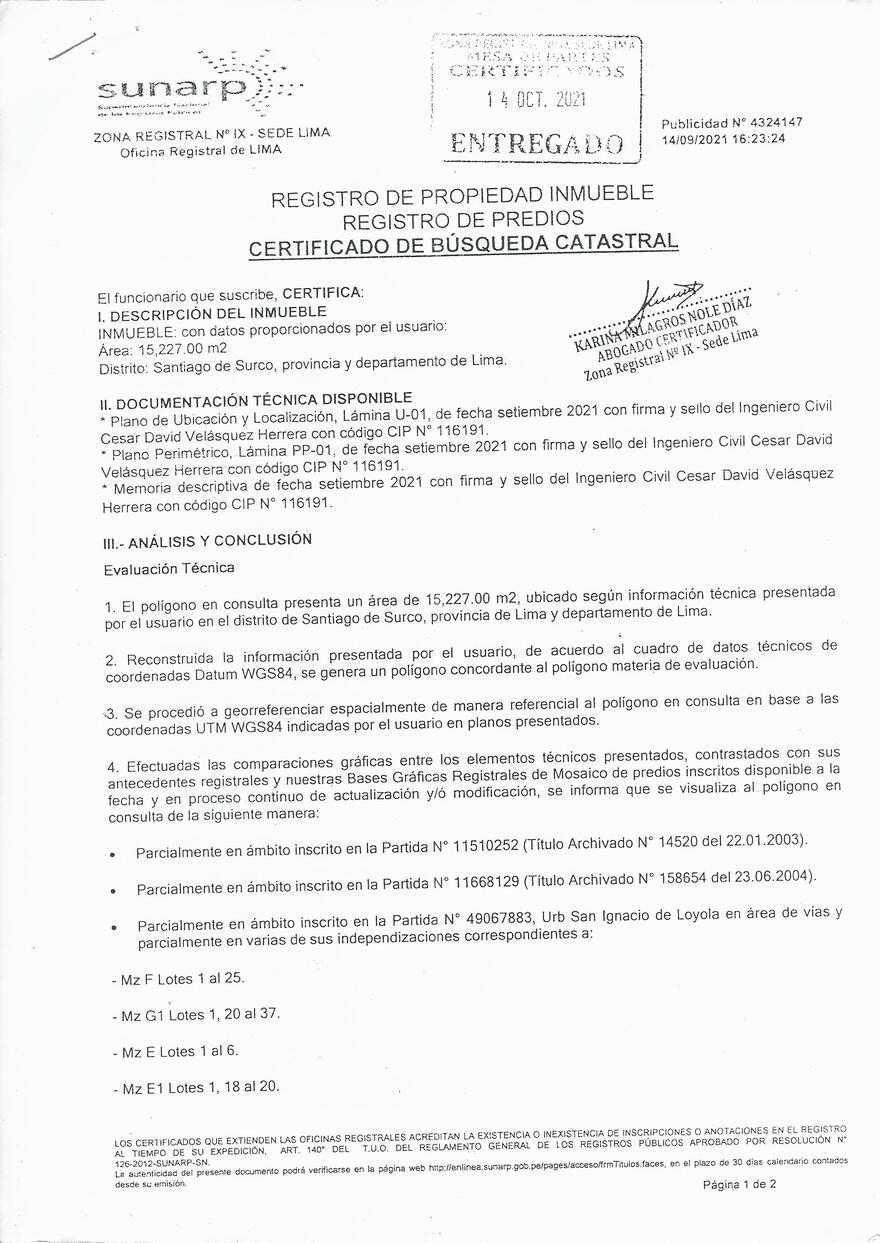 sunarp
Superintendencia Nacional
de los Registros Públicos
ZONA REGISTRAL Nº IX - SEDE LIMA
Oficina Registral de LIMA
MESA DE PARTES
CERTIFICADOS
14 OCT. 2021
ENTREGADO
Publicidad N° 4324147
14/09/2021 16:23:24
REGISTRO DE PROPIEDAD INMUEBLE
REGISTRO DE PREDIOS
CERTIFICADO DE BÚSQUEDA CATASTRAL
El funcionario que suscribe, CERTIFICA:
I. DESCRIPCIÓN DEL INMUEBLE
INMUEBLE: con datos proporcionados por el usuario:
Área: 15,227.00 m2
Distrito: Santiago de Surco, provincia y departamento de Lima.
KARINA MILAGROS NOLE DÍAZ
ABOGADO CERTIFICADOR
Zona Registral Nº IX - Sede Lima
II. DOCUMENTACIÓN TÉCNICA DISPONIBLE
* Plano de Ubicación y Localización, Lámina U-01, de fecha setiembre 2021 con firma y sello del Ingeniero Civil
Cesar David Velásquez Herrera con código CIP N° 116191.
* Plano Perimétrico, Lámina PP-01, de fecha setiembre 2021 con firma y sello del Ingeniero Civil Cesar David
Velásquez Herrera con código CIP N° 116191.
* Memoria descriptiva de fecha setiembre 2021 con firma y sello del Ingeniero Civil Cesar David Velásquez
Herrera con código CIP N° 116191.
III.- ANÁLISIS Y CONCLUSIÓN
Evaluación Técnica
1. El polígono en consulta presenta un área de 15,227.00 m2, ubicado según información técnica presentada
por el usuario en el distrito de Santiago de Surco, provincia de Lima y departamento de Lima.
2. Reconstruida la información presentada por el usuario, de acuerdo al cuadro de datos técnicos de
coordenadas Datum WGS84, se genera un polígono concordante al polígono materia de evaluación.
3. Se procedió a georreferenciar espacialmente de manera referencial al polígono en consulta en base a las
coordenadas UTM WGS84 indicadas por el usuario en planos presentados.
4. Efectuadas las comparaciones gráficas entre los elementos técnicos presentados, contrastados con sus
antecedentes registrales y nuestras Bases Gráficas Registrales de Mosaico de predios inscritos disponible a la
fecha y en proceso continuo de actualización y/ó modificación, se informa que se visualiza al polígono en
consulta de la siguiente manera:
• Parcialmente en ámbito inscrito en la Partida N° 11510252 (Título Archivado N° 14520 del 22.01.2003).
• Parcialmente en ámbito inscrito en la Partida N° 11668129 (Título Archivado N° 158654 del 23.06.2004).
• Parcialmente en ámbito inscrito en la Partida N° 49067883, Urb San Ignacio de Loyola en área de vías y
parcialmente en varias de sus independizaciones correspondientes a:
- Mz F Lotes 1 al 25.
- Mz G1 Lotes 1, 20 al 37.
- Mz E Lotes 1 al 6.
- Mz E1 Lotes 1, 18 al 20.
LOS CERTIFICADOS QUE EXTIENDEN LAS OFICINAS REGISTRALES ACREDITAN LA EXISTENCIA O INEXISTENCIA DE INSCRIPCIONES O ANOTACIONES EN EL REGISTRO
AL TIEMPO DE SU EXPEDICIÓN, ART. 140° DEL T.U.O. DEL REGLAMENTO GENERAL DE LOS REGISTROS PÚBLICOS APROBADO POR RESOLUCIÓN N°
126-2012-SUNARP-SN.
La autenticidad del presente documento podrá verificarse en la página web http://enlinea.sunarp.gob.pe/pages/acceso/frmTitulos.faces, en el plazo de 30 días calendario contados
desde su emisión.
Página 1 de 2